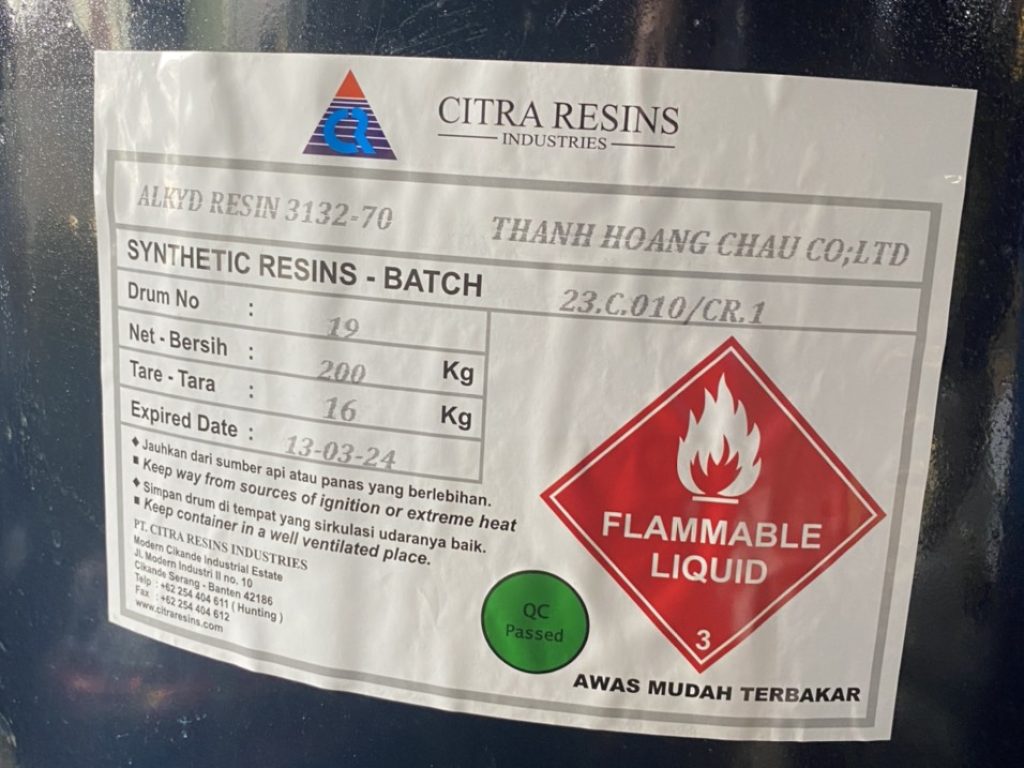 CR
CITRA RESINS
INDUSTRIES
ALKYD RESIN 3132-70
THANH HOANG CHAU CO;LTD
SYNTHETIC RESINS - BATCH
23.C.010/CR.1
Drum No : 19
Net - Bersih : 200 Kg
Tare - Tara : 16 Kg
Expired Date : 13-03-24
♦ Jauhkan dari sumber api atau panas yang berlebihan.
■ Keep way from sources of ignition or extreme heat
♦ Simpan drum di tempat yang sirkulasi udaranya baik.
■ Keep container in a well ventilated place.
PT. CITRA RESINS INDUSTRIES
Modern Cikande Industrial Estate
Jl. Modern Industri II no. 10
Cikande Serang - Banten 42186
Telp : +62 254 404 611 ( Hunting )
Fax : +62 254 404 612
www.citraresins.com
FLAMMABLE
LIQUID
3
QC
Passed
AWAS MUDAH TERBAKAR